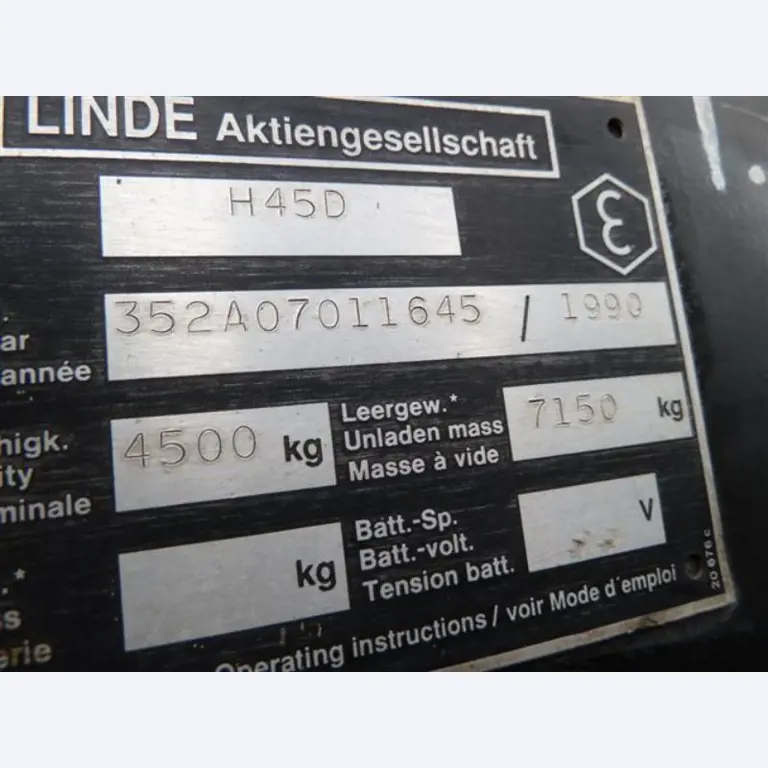 LINDE Aktiengesellschaft
H45D
ε
352A07011645 / 1990
ar
année
higk.
ity
minale
4500 kg
Leergew.*
Unladen mass
Masse à vide
7150 kg
.*
ss
erie
kg
Batt.-Sp.
Batt.-volt.
Tension batt.
V
Operating instructions / voir Mode d'emploi
20 676 c